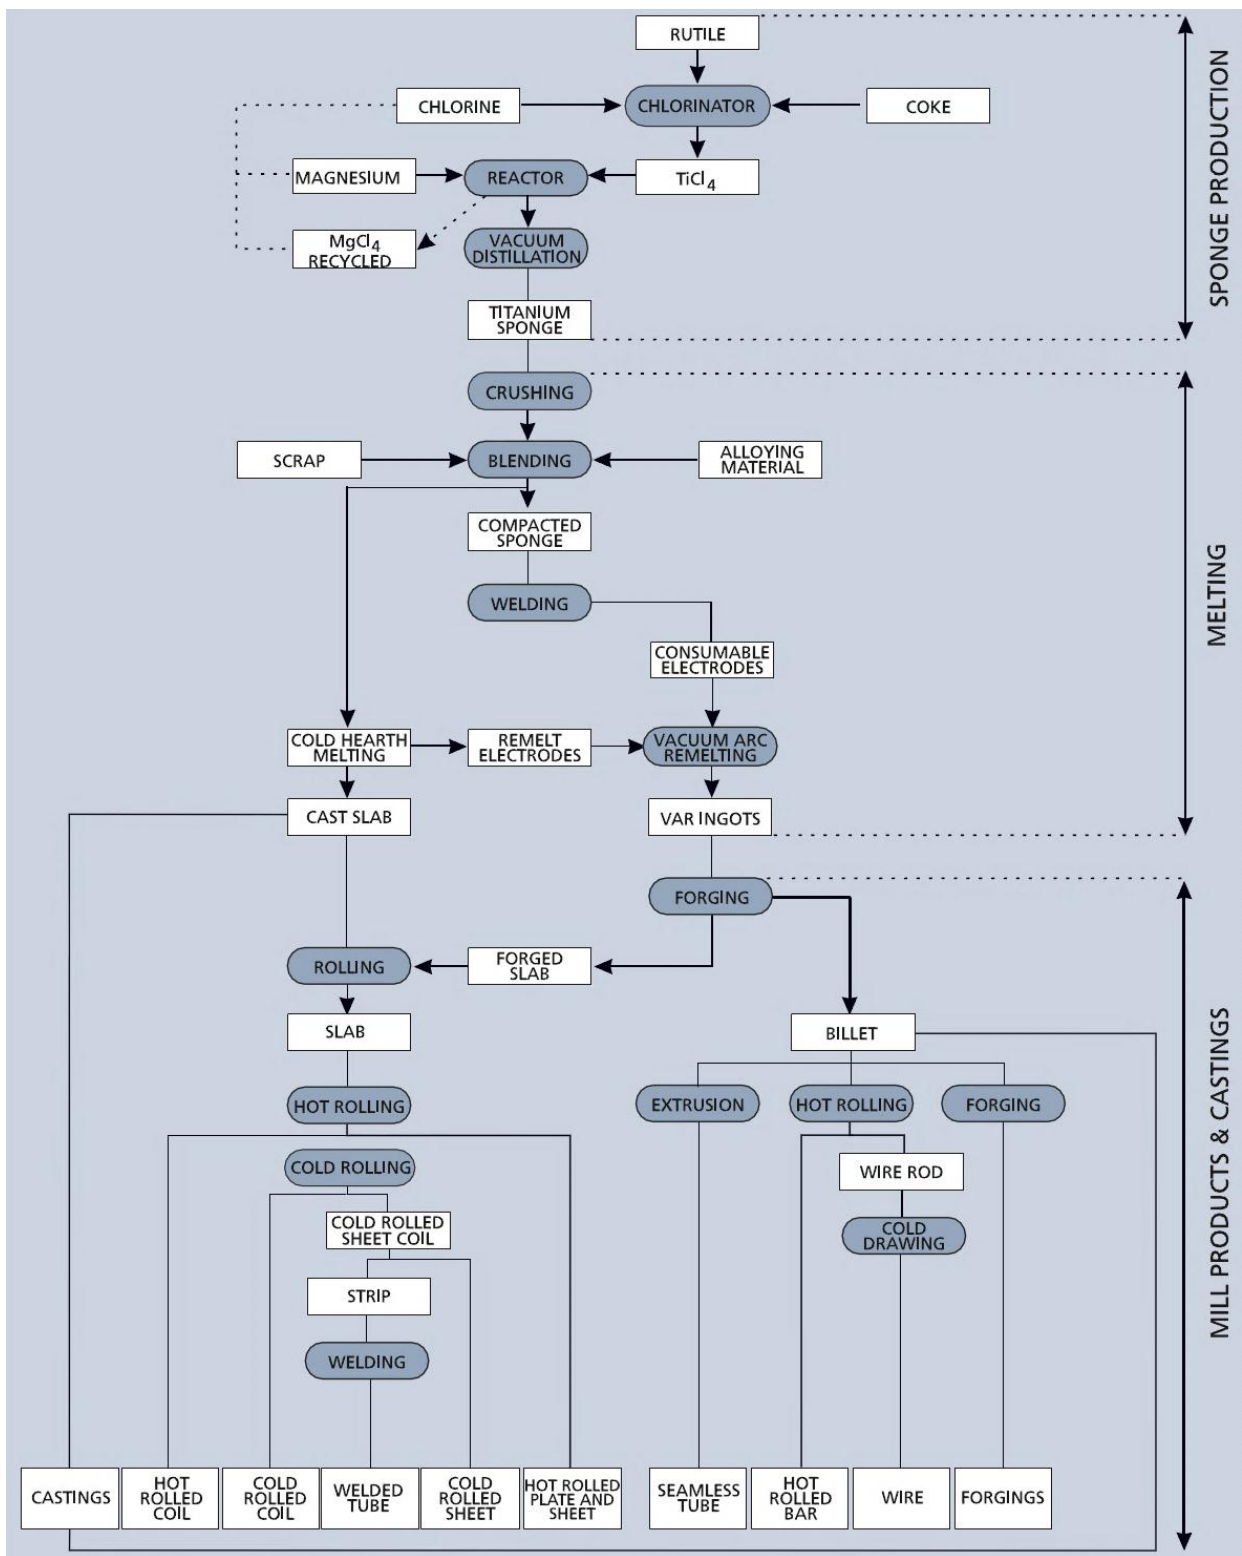 RUTILE
CHLORINE
CHLORINATOR
COKE
MAGNESIUM
REACTOR
TiCl4
MgCl4
RECYCLED
VACUUM
DISTILLATION
TITANIUM
SPONGE
SPONGE PRODUCTION
CRUSHING
SCRAP
BLENDING
ALLOYING
MATERIAL
COMPACTED
SPONGE
WELDING
CONSUMABLE
ELECTRODES
COLD HEARTH
MELTING
REMELT
ELECTRODES
VACUUM ARC
REMELTING
CAST SLAB
VAR INGOTS
MELTING
FORGING
ROLLING
FORGED
SLAB
SLAB
BILLET
HOT ROLLING
EXTRUSION
HOT ROLLING
FORGING
COLD ROLLING
WIRE ROD
COLD ROLLED
SHEET COIL
COLD
DRAWING
STRIP
WELDING
MILL PRODUCTS & CASTINGS
CASTINGS
HOT
ROLLED
COIL
COLD
ROLLED
COIL
WELDED
TUBE
COLD
ROLLED
SHEET
HOT ROLLED
PLATE AND
SHEET
SEAMLESS
TUBE
HOT
ROLLED
BAR
WIRE
FORGINGS